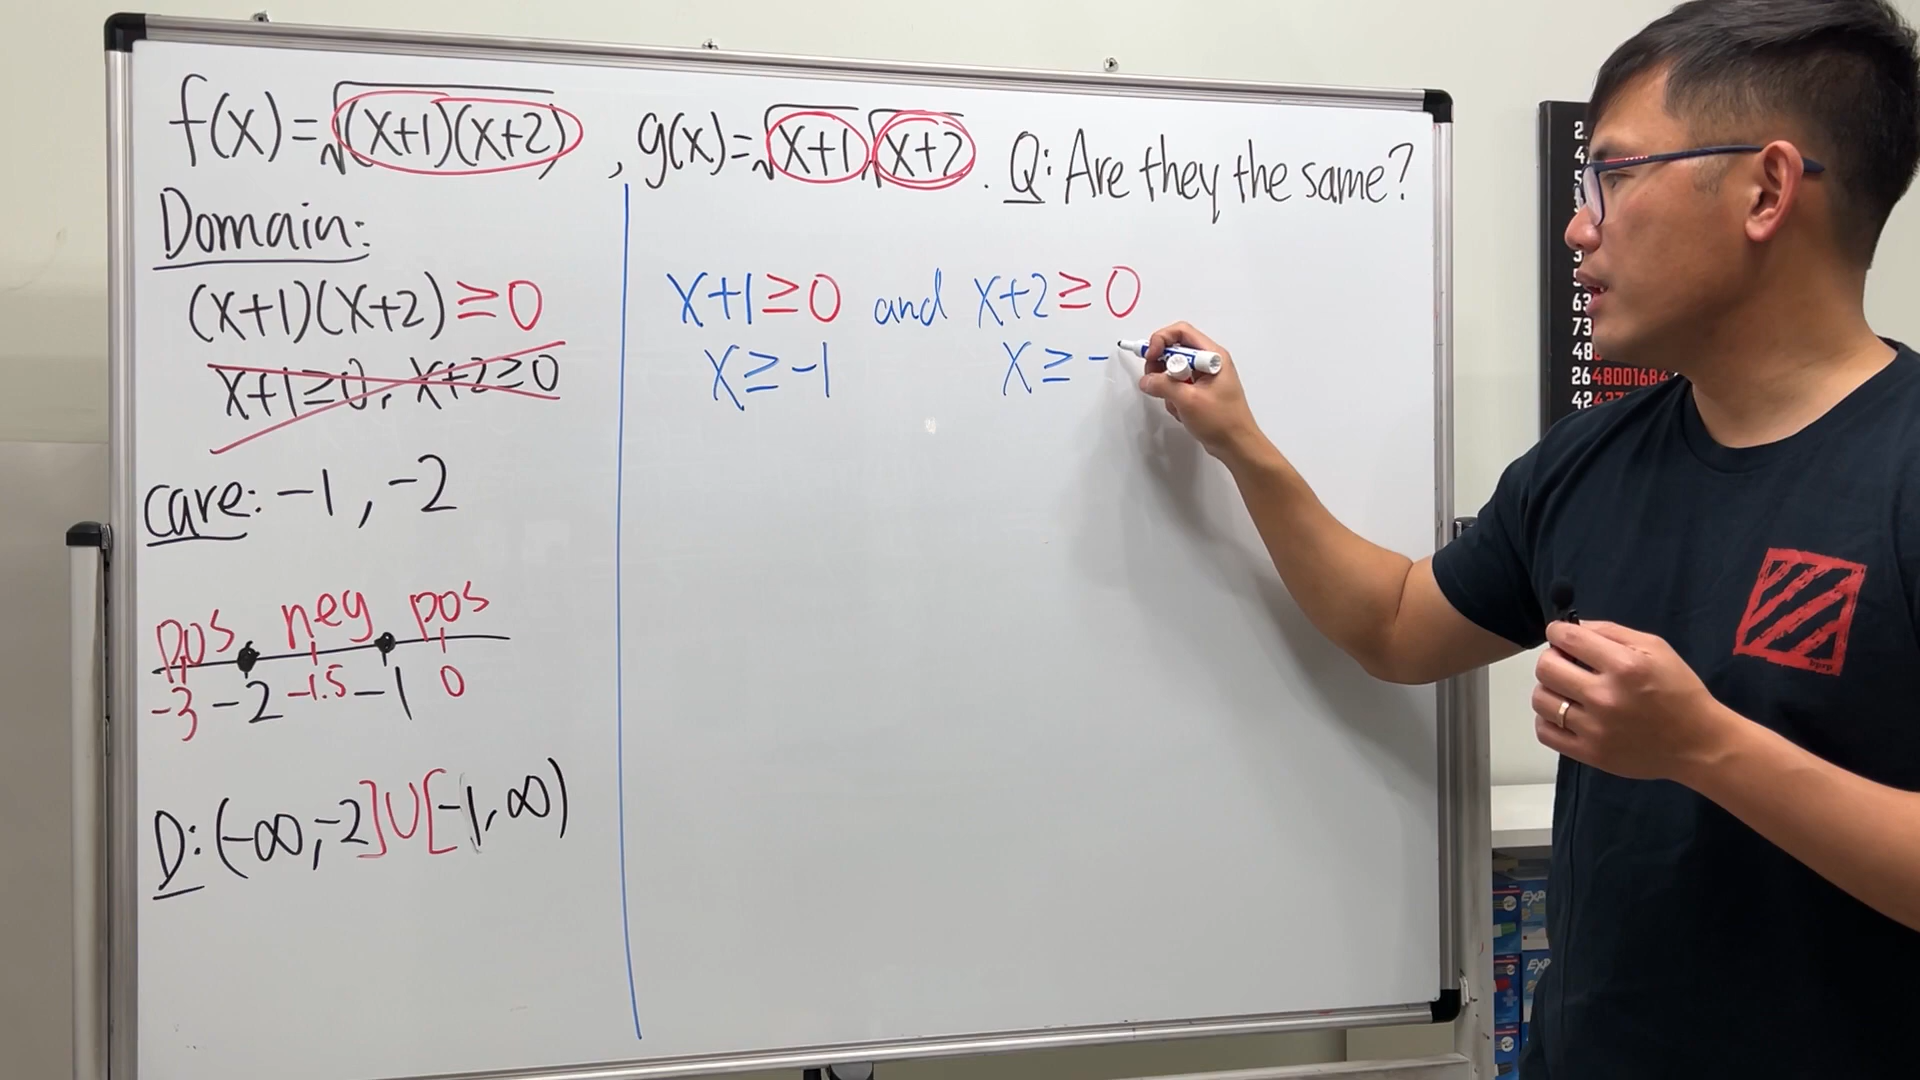 f(x)=√(x+1)(x+2) , g(x)=√x+1 √x+2 . Q: Are they the same?
Domain:
(x+1)(x+2)≥0
x+1≥0, x+2≥0
care: -1, -2
pos neg pos
-3 -2 -1.5 -1 0
D: (-∞,-2]∪[-1,∞)
x+1≥0 and x+2≥0
x≥-1 x≥-